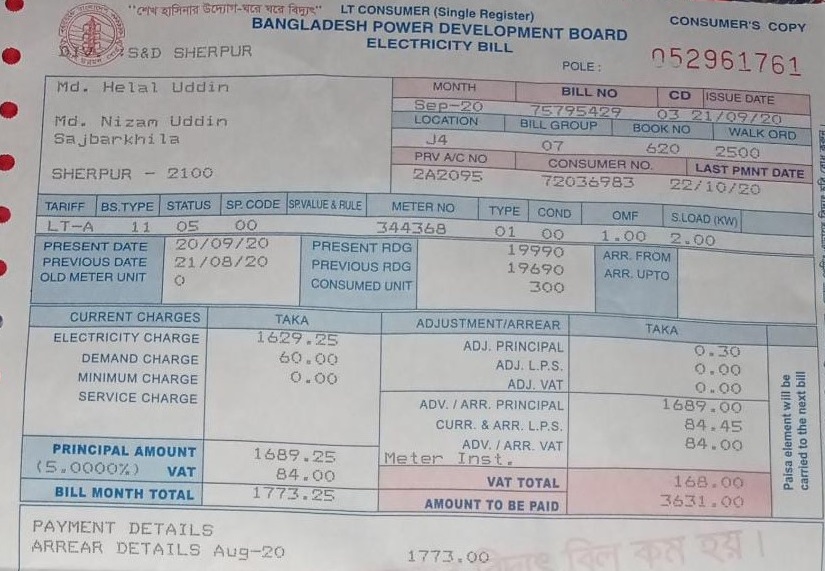 "শেখ হাসিনার উদ্যোগ-ঘরে ঘরে বিদ্যুৎ" LT CONSUMER (Single Register)
BANGLADESH POWER DEVELOPMENT BOARD
CONSUMER'S COPY
S&D SHERPUR
ELECTRICITY BILL
POLE :
052961761
Md. Helal Uddin
Md. Nizam Uddin
Sajbarkhila
SHERPUR - 2100
MONTH BILL NO CD ISSUE DATE
Sep-20 75795429 03 21/09/20
LOCATION BILL GROUP BOOK NO WALK ORD
J4 07 620 2500
PRV A/C NO CONSUMER NO. LAST PMNT DATE
2A2095 72036983 22/10/20
TARIFF BS.TYPE STATUS SP. CODE SP.VALUE & RULE METER NO TYPE COND OMF S.LOAD (KW)
LT-A 11 05 00 344368 01 00 1.00 2.00
PRESENT DATE 20/09/20 PRESENT RDG 19990 ARR. FROM
PREVIOUS DATE 21/08/20 PREVIOUS RDG 19690 ARR. UPTO
OLD METER UNIT 0 CONSUMED UNIT 300
CURRENT CHARGES TAKA ADJUSTMENT/ARREAR TAKA
ELECTRICITY CHARGE 1629.25 ADJ. PRINCIPAL 0.30
DEMAND CHARGE 60.00 ADJ. L.P.S. 0.00
MINIMUM CHARGE 0.00 ADJ. VAT 0.00
SERVICE CHARGE ADV. / ARR. PRINCIPAL 1689.00
CURR. & ARR. L.P.S. 84.45
PRINCIPAL AMOUNT 1689.25 ADV. / ARR. VAT 84.00
Meter Inst.
(5.0000%) VAT 84.00 VAT TOTAL 168.00
BILL MONTH TOTAL 1773.25 AMOUNT TO BE PAID 3631.00
Paisa element will be
carried to the next bill
PAYMENT DETAILS
ARREAR DETAILS Aug-20 1773.00
বিদ্যুৎ বিল কম হয়।